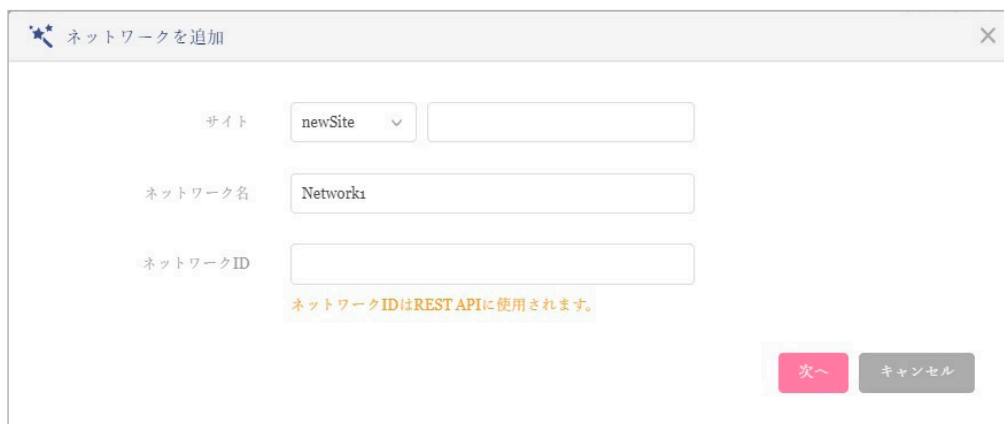 ネットワークを追加
サイト newSite
ネットワーク名 Network1
ネットワークID
ネットワークIDはREST APIに使用されます。
次へ キャンセル